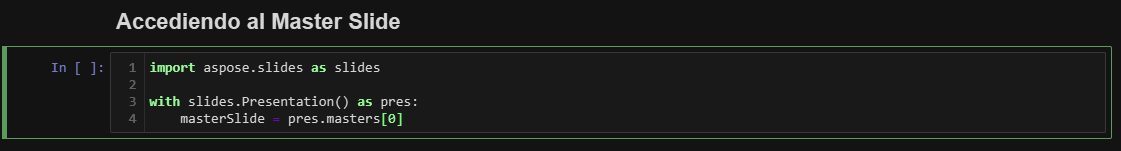 Accediendo al Master Slide
In [ ]:
1 import aspose.slides as slides
2
3 with slides.Presentation() as pres:
4     masterSlide = pres.masters[0]